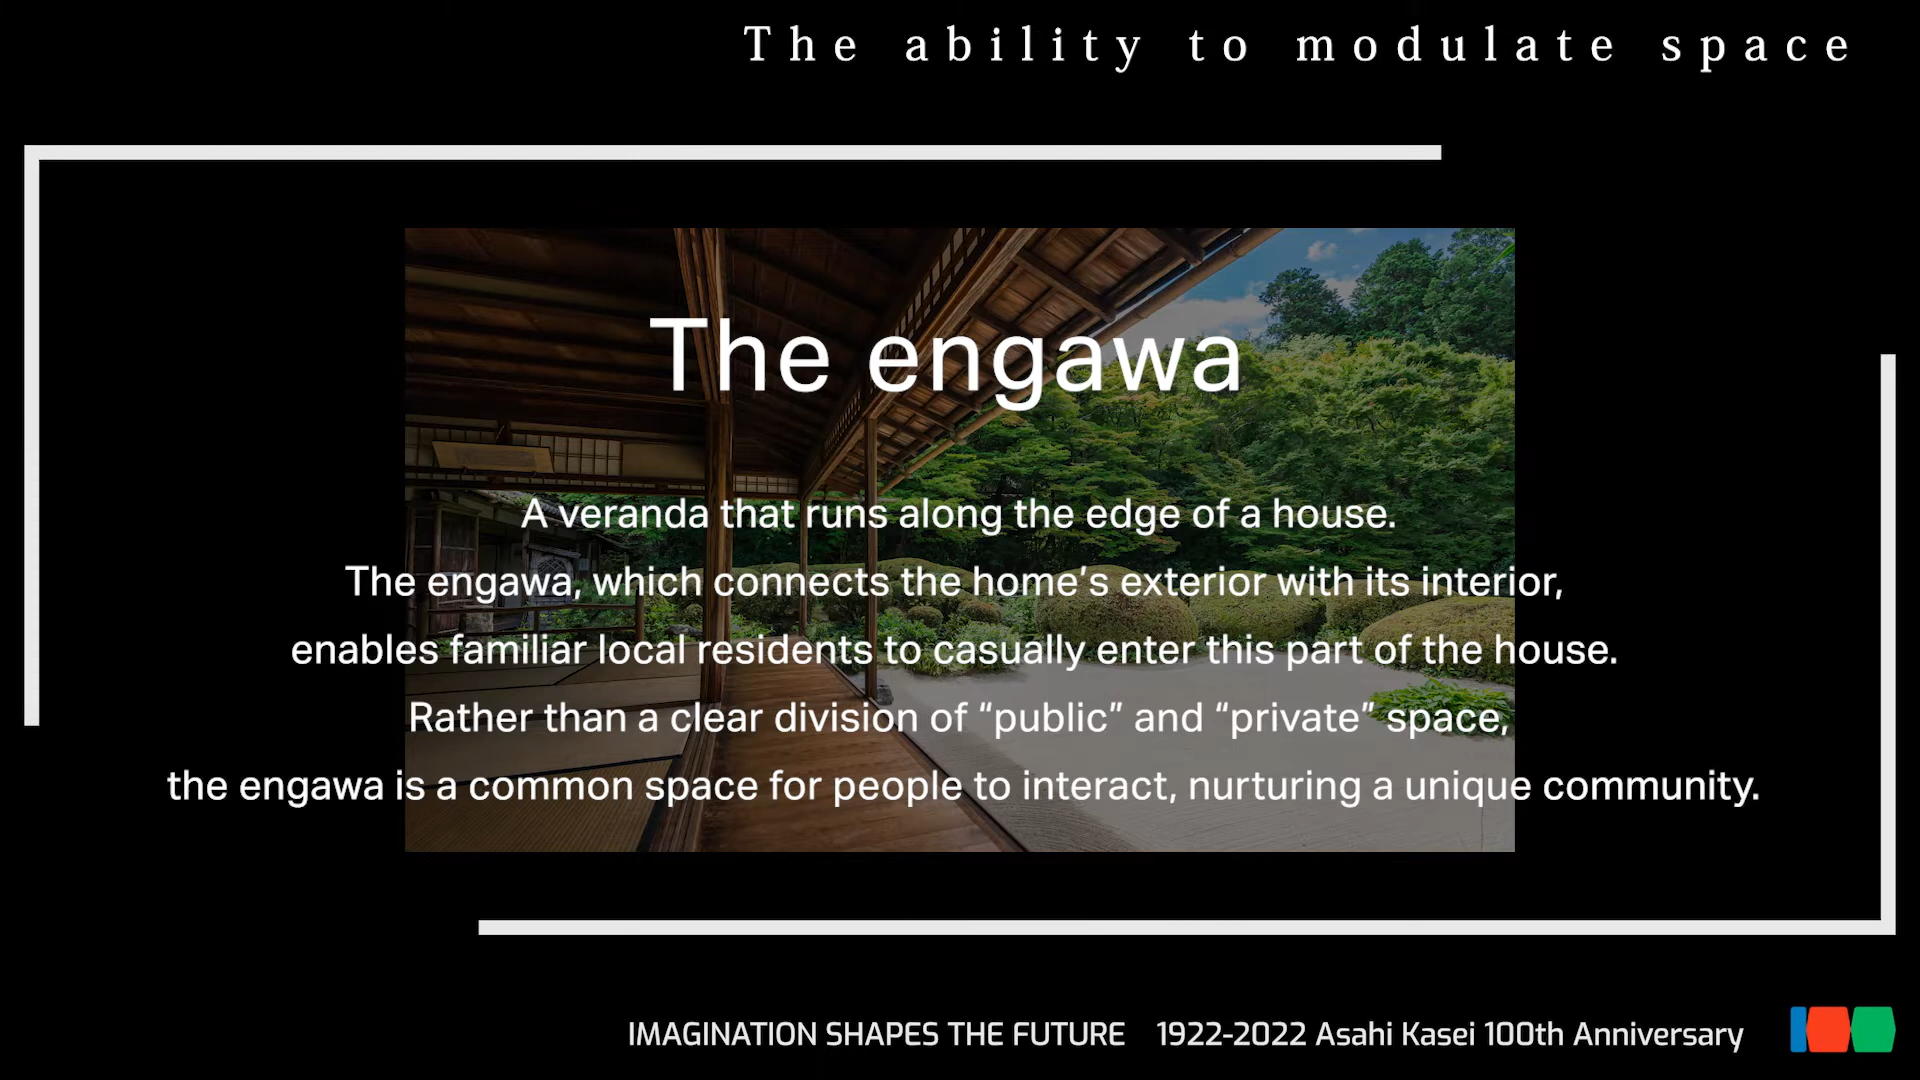 The ability to modulate space
The engawa
A veranda that runs along the edge of a house.
The engawa, which connects the home’s exterior with its interior,
enables familiar local residents to casually enter this part of the house.
Rather than a clear division of “public” and “private” space,
the engawa is a common space for people to interact, nurturing a unique community.
IMAGINATION SHAPES THE FUTURE 1922-2022 Asahi Kasei 100th Anniversary